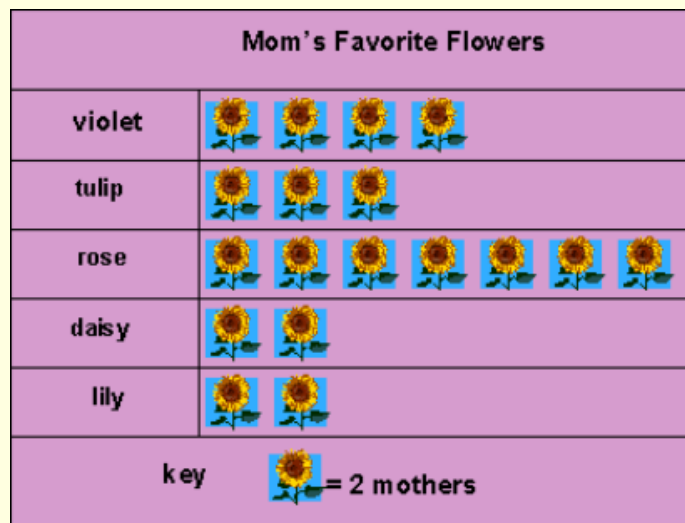 Mom's Favorite Flowers
violet
tulip
rose
daisy
lily
key = 2 mothers